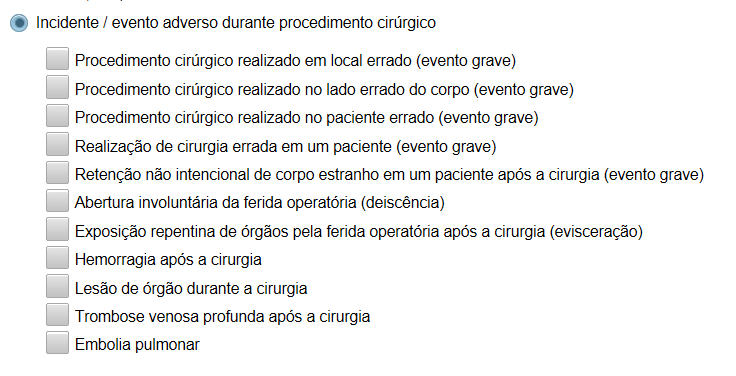 Incidente / evento adverso durante procedimento cirúrgico
Procedimento cirúrgico realizado em local errado (evento grave)
Procedimento cirúrgico realizado no lado errado do corpo (evento grave)
Procedimento cirúrgico realizado no paciente errado (evento grave)
Realização de cirurgia errada em um paciente (evento grave)
Retenção não intencional de corpo estranho em um paciente após a cirurgia (evento grave)
Abertura involuntária da ferida operatória (deiscência)
Exposição repentina de órgãos pela ferida operatória após a cirurgia (evisceração)
Hemorragia após a cirurgia
Lesão de órgão durante a cirurgia
Trombose venosa profunda após a cirurgia
Embolia pulmonar